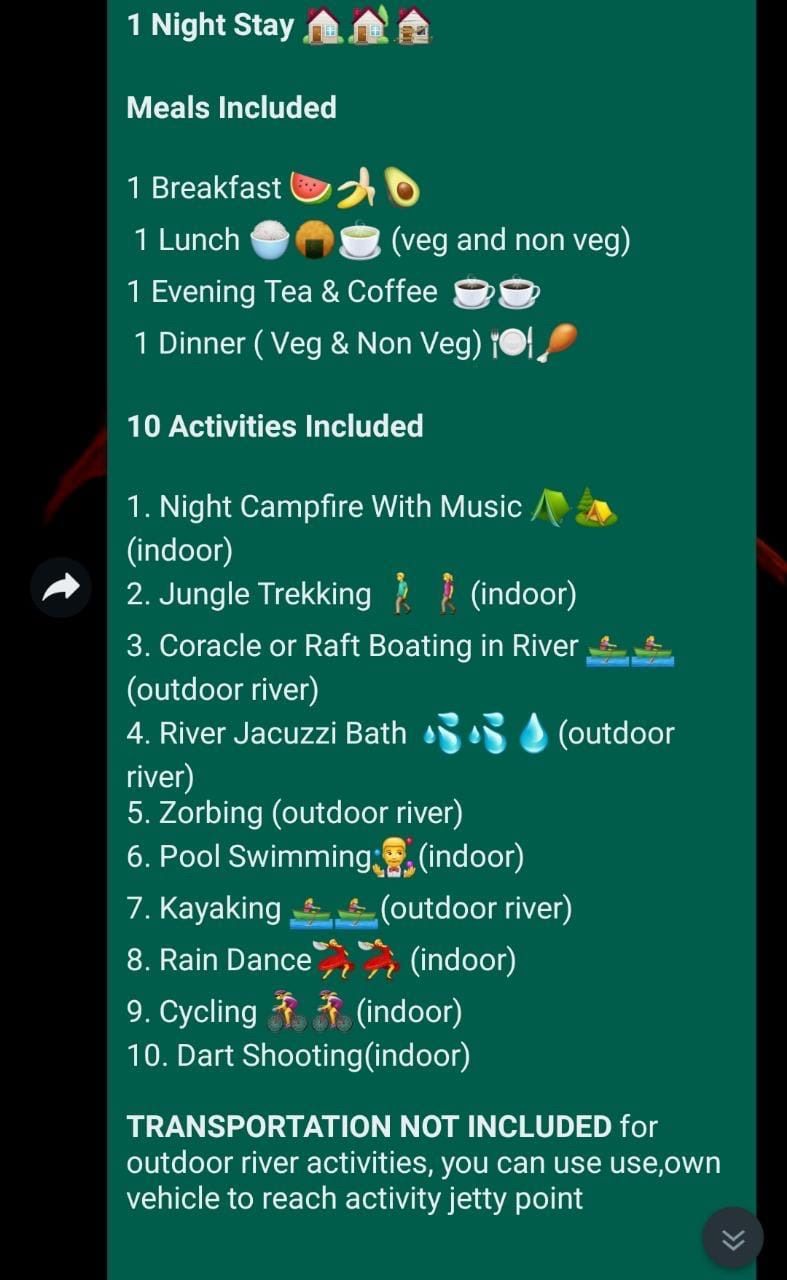 1 Night Stay 🏠🏡🏚
Meals Included
1 Breakfast 🍉🍌🥑
1 Lunch 🍚🍘🍵 (veg and non veg)
1 Evening Tea & Coffee ☕☕
1 Dinner ( Veg & Non Veg) 🍽🍗
10 Activities Included
1. Night Campfire With Music ⛺🏕
(indoor)
2. Jungle Trekking 🚶‍♂️ 🚶‍♀️ (indoor)
3. Coracle or Raft Boating in River 🚣🚣
(outdoor river)
4. River Jacuzzi Bath 💦💦 💧 (outdoor
river)
5. Zorbing (outdoor river)
6. Pool Swimming🤹‍♂️(indoor)
7. Kayaking 🚣🚣(outdoor river)
8. Rain Dance💃💃 (indoor)
9. Cycling 🚴‍♀️🚴‍♀️(indoor)
10. Dart Shooting(indoor)
TRANSPORTATION NOT INCLUDED for
outdoor river activities, you can use use,own
vehicle to reach activity jetty point